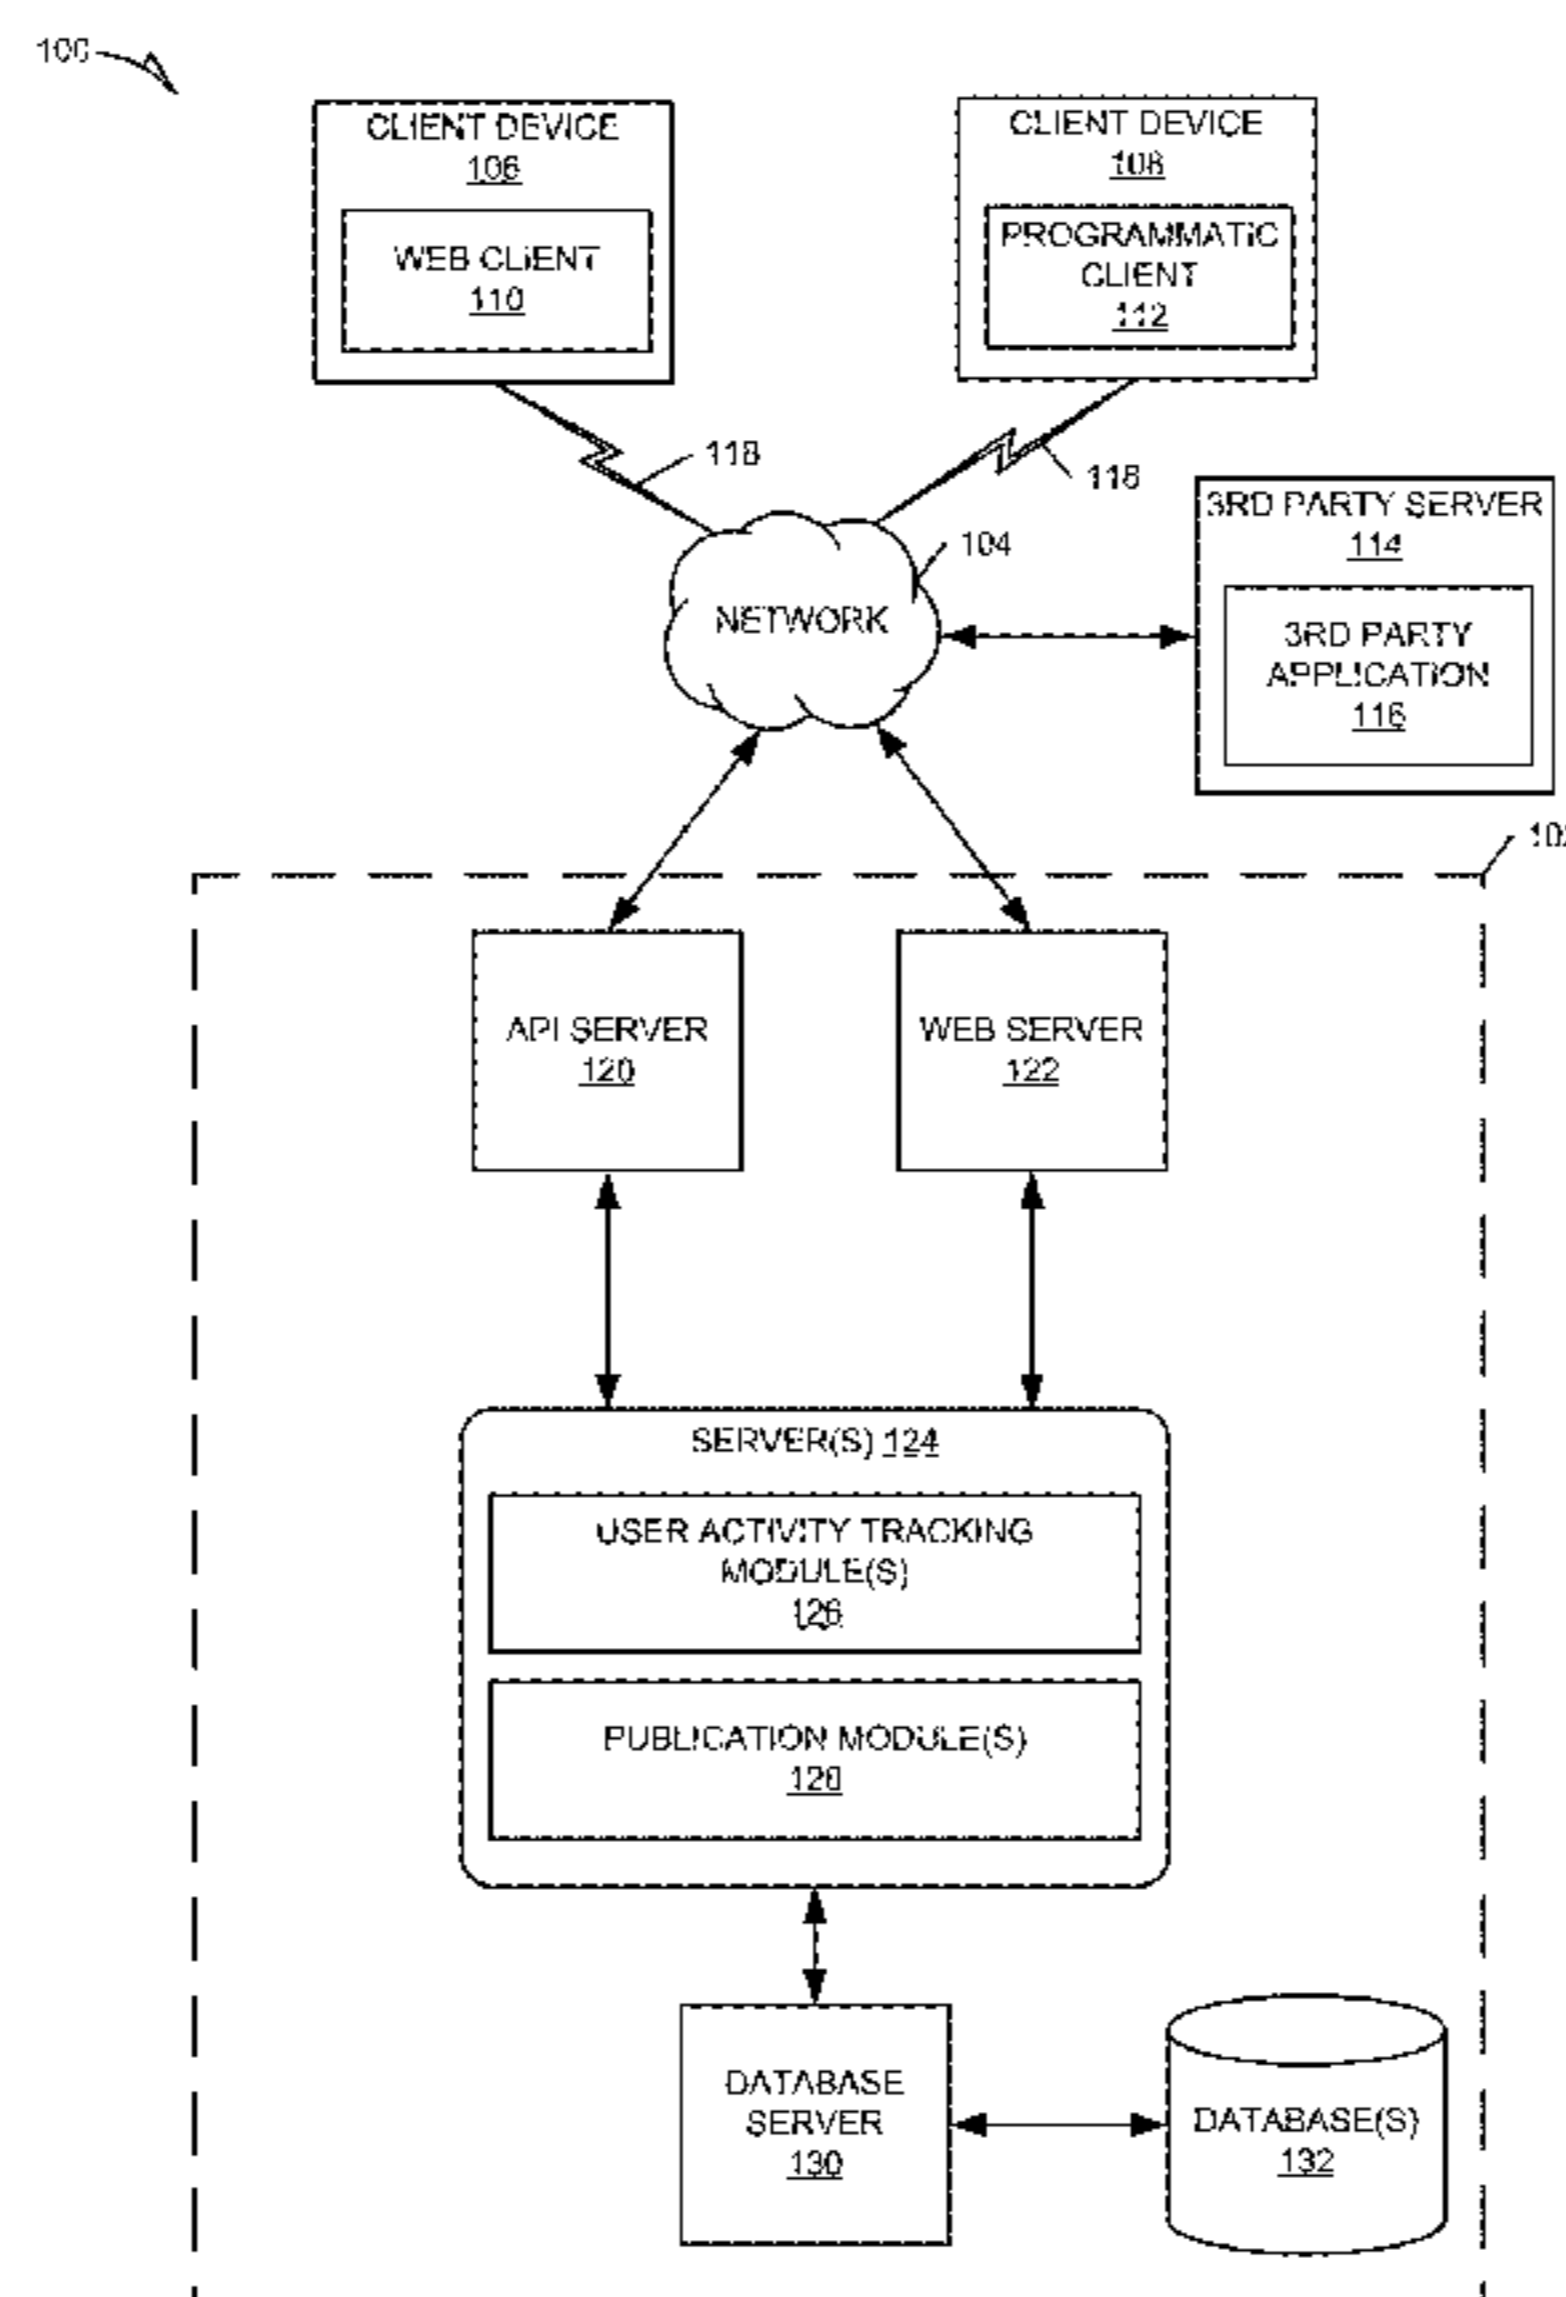 100
CLIENT DEVICE
106
WEB CLIENT
110
CLIENT DEVICE
108
PROGRAMMATIC
CLIENT
112
118
118
3RD PARTY SERVER
114
3RD PARTY
APPLICATION
116
104
NETWORK
API SERVER
120
WEB SERVER
122
SERVER(S) 124
USER ACTIVITY TRACKING
MODULE(S)
126
PUBLICATION MODULE(S)
128
DATABASE
SERVER
130
DATABASE(S)
132